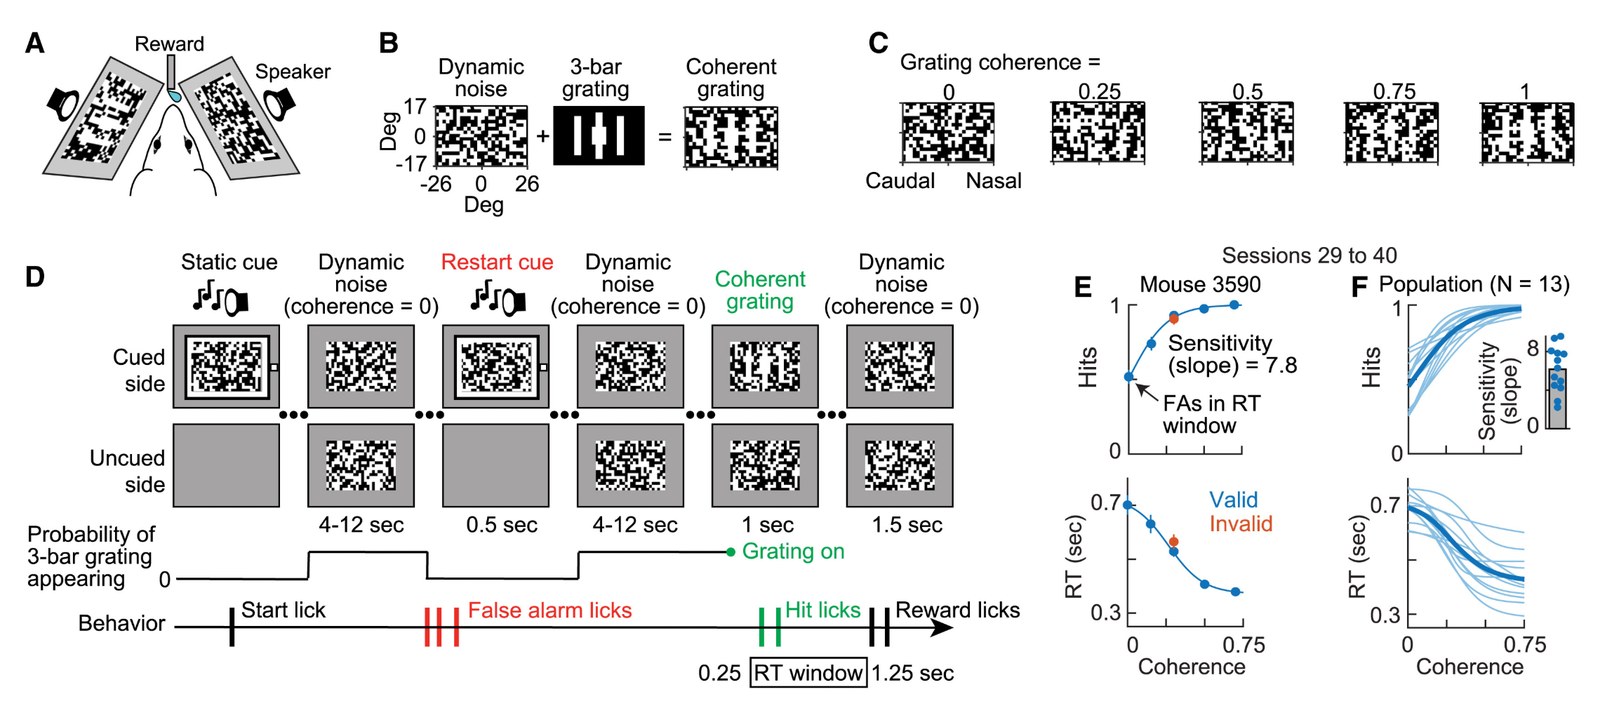 A
Reward
Speaker
B
Dynamic
noise
3-bar
grating
Coherent
grating
Deg
17
0
-17
+
=
-26 0 26
Deg
C
Grating coherence =
0
0.25
0.5
0.75
1
Caudal Nasal
D
Static cue
Dynamic
noise
(coherence = 0)
Restart cue
Dynamic
noise
(coherence = 0)
Coherent
grating
Dynamic
noise
(coherence = 0)
Cued
side
Uncued
side
4-12 sec
0.5 sec
4-12 sec
1 sec
1.5 sec
Probability of
3-bar grating
appearing
0
Grating on
Behavior
Start lick
False alarm licks
Hit licks
Reward licks
0.25 RT window 1.25 sec
Sessions 29 to 40
E
Mouse 3590
1
Hits
0
Sensitivity
(slope) = 7.8
FAs in RT
window
0.7
RT (sec)
0.3
Valid
Invalid
0 0.75
Coherence
F
Population (N = 13)
1
Hits
0
Sensitivity
(slope)
8
0
0.7
RT (sec)
0.3
0 0.75
Coherence